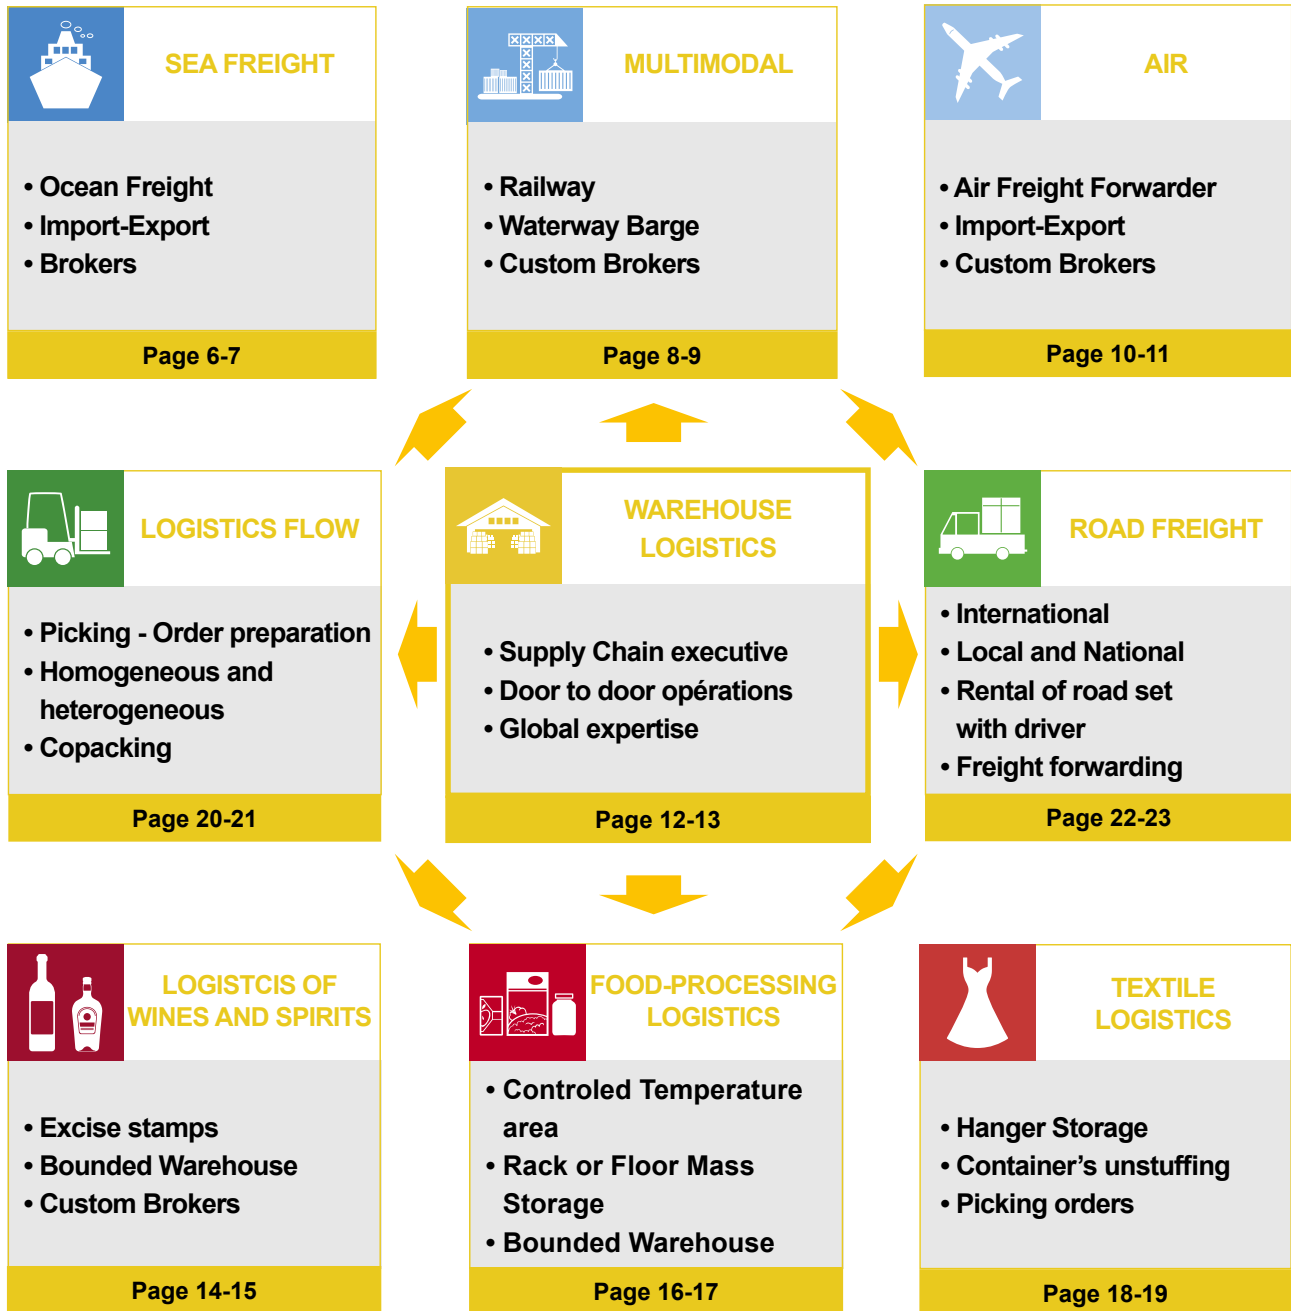 SEA FREIGHT
• Ocean Freight
• Import-Export
• Brokers
Page 6-7
MULTIMODAL
• Railway
• Waterway Barge
• Custom Brokers
Page 8-9
AIR
• Air Freight Forwarder
• Import-Export
• Custom Brokers
Page 10-11
LOGISTICS FLOW
• Picking - Order preparation
• Homogeneous and
heterogeneous
• Copacking
Page 20-21
WAREHOUSE
LOGISTICS
• Supply Chain executive
• Door to door opérations
• Global expertise
Page 12-13
ROAD FREIGHT
• International
• Local and National
• Rental of road set
with driver
• Freight forwarding
Page 22-23
LOGISTCIS OF
WINES AND SPIRITS
• Excise stamps
• Bounded Warehouse
• Custom Brokers
Page 14-15
FOOD-PROCESSING
LOGISTICS
• Controled Temperature
area
• Rack or Floor Mass
Storage
• Bounded Warehouse
Page 16-17
TEXTILE
LOGISTICS
• Hanger Storage
• Container’s unstuffing
• Picking orders
Page 18-19